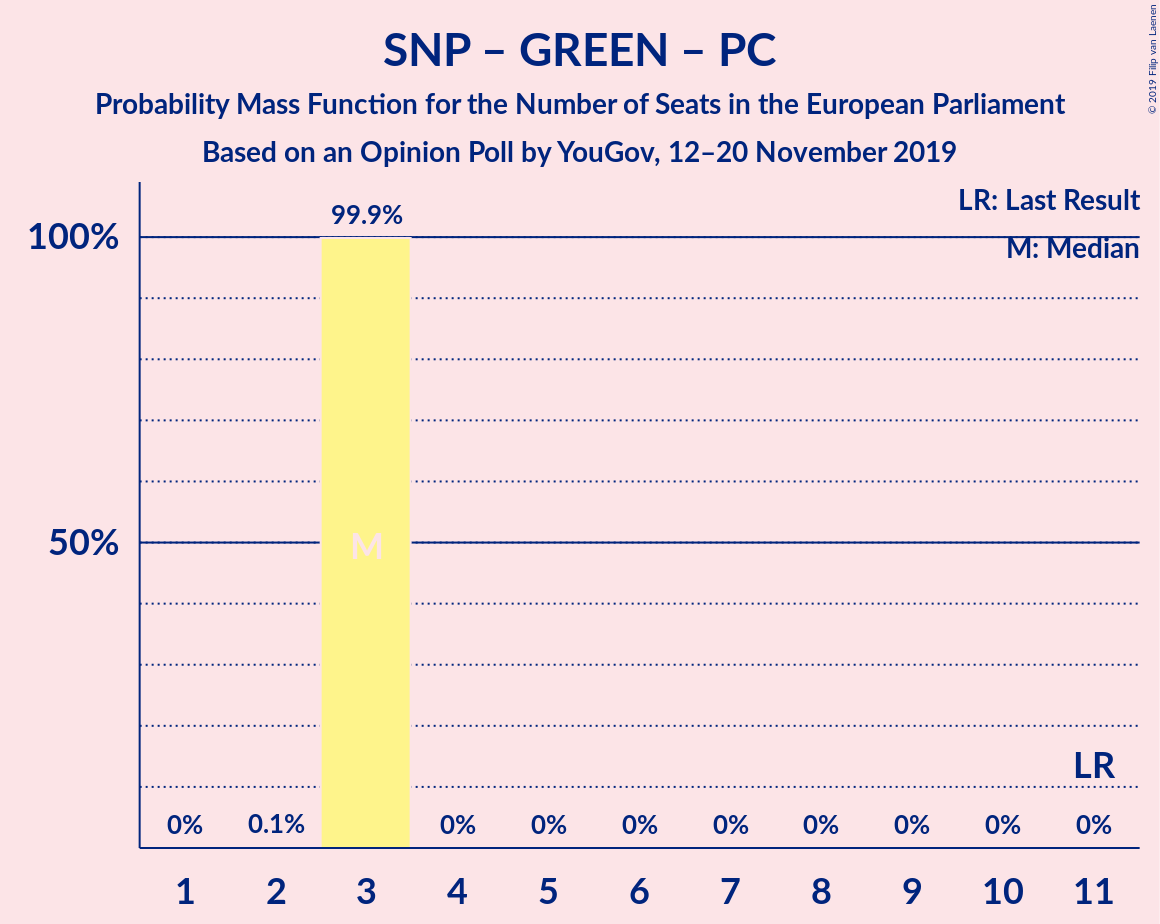 SNP – GREEN – PC
Probability Mass Function for the Number of Seats in the European Parliament
Based on an Opinion Poll by YouGov, 12–20 November 2019
© 2019 Filip van Laenen
LR: Last Result
M: Median
99.9%
100%
50%
M
LR
0% 0.1% 0% 0% 0% 0% 0% 0% 0% 0%
1 2 3 4 5 6 7 8 9 10 11